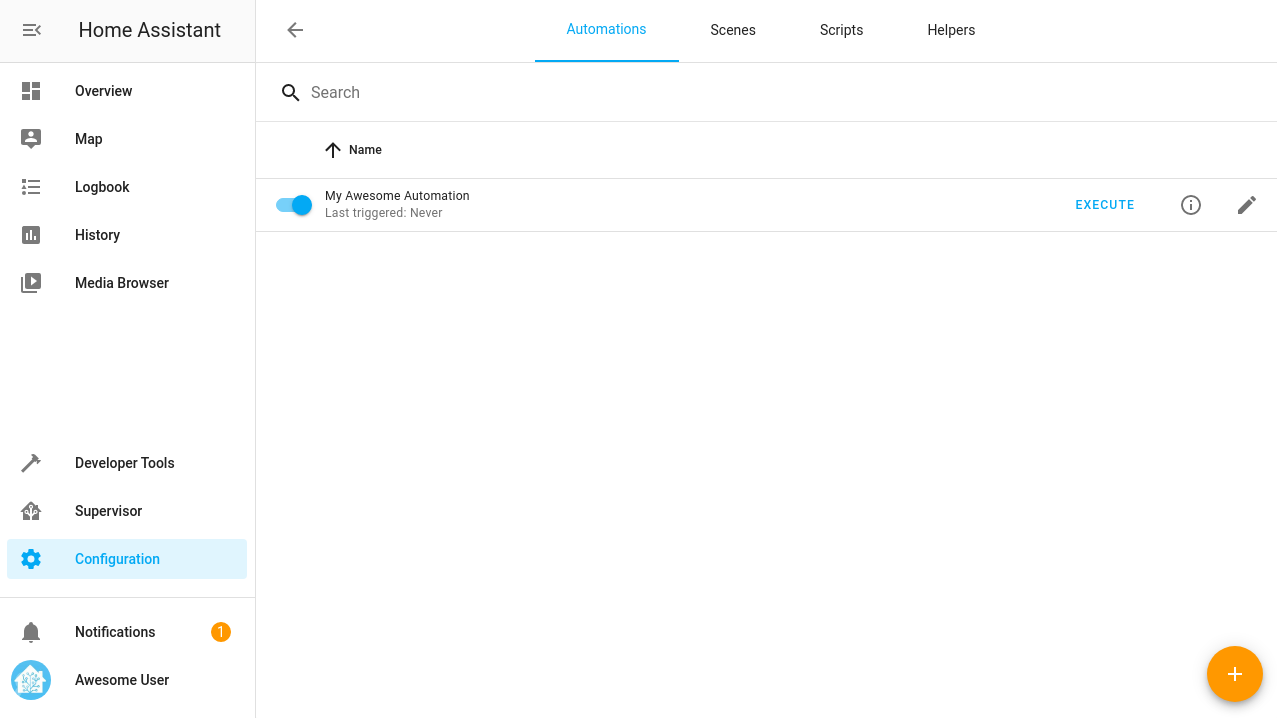 Home Assistant
Automations
Scenes
Scripts
Helpers
Overview
Map
Logbook
History
Media Browser
Developer Tools
Supervisor
Configuration
Notifications
1
Awesome User
Search
Name
My Awesome Automation
Last triggered: Never
EXECUTE